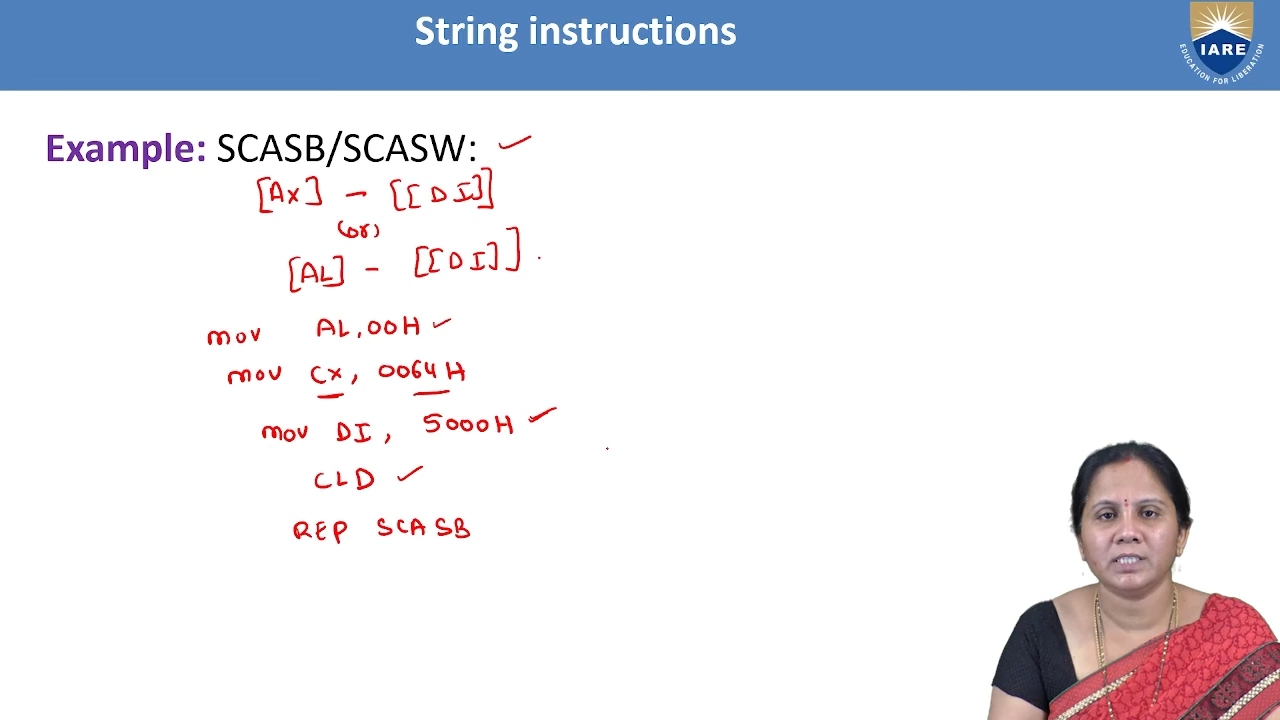 String instructions
IARE
EDUCATION FOR LIBERATION
Example: SCASB/SCASW:
[AX] - [[DI]]
(or)
[AL] - [[DI]].
mov AL, 00H
mov CX, 0064H
mov DI, 5000H
CLD
REP SCASB